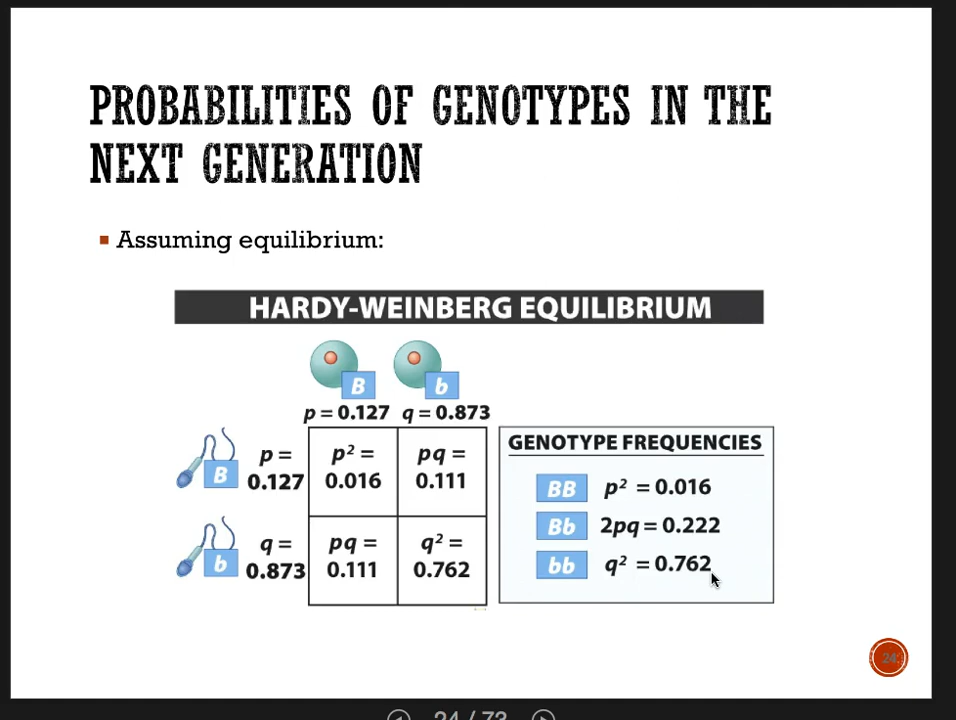 PROBABILITIES OF GENOTYPES IN THE
NEXT GENERATION
Assuming equilibrium:
HARDY-WEINBERG EQUILIBRIUM
B b
p = 0.127 q = 0.873
B p =
0.127
p² =
0.016
pq =
0.111
b q =
0.873
pq =
0.111
q² =
0.762
GENOTYPE FREQUENCIES
BB p² = 0.016
Bb 2pq = 0.222
bb q² = 0.762
24
24 / 73